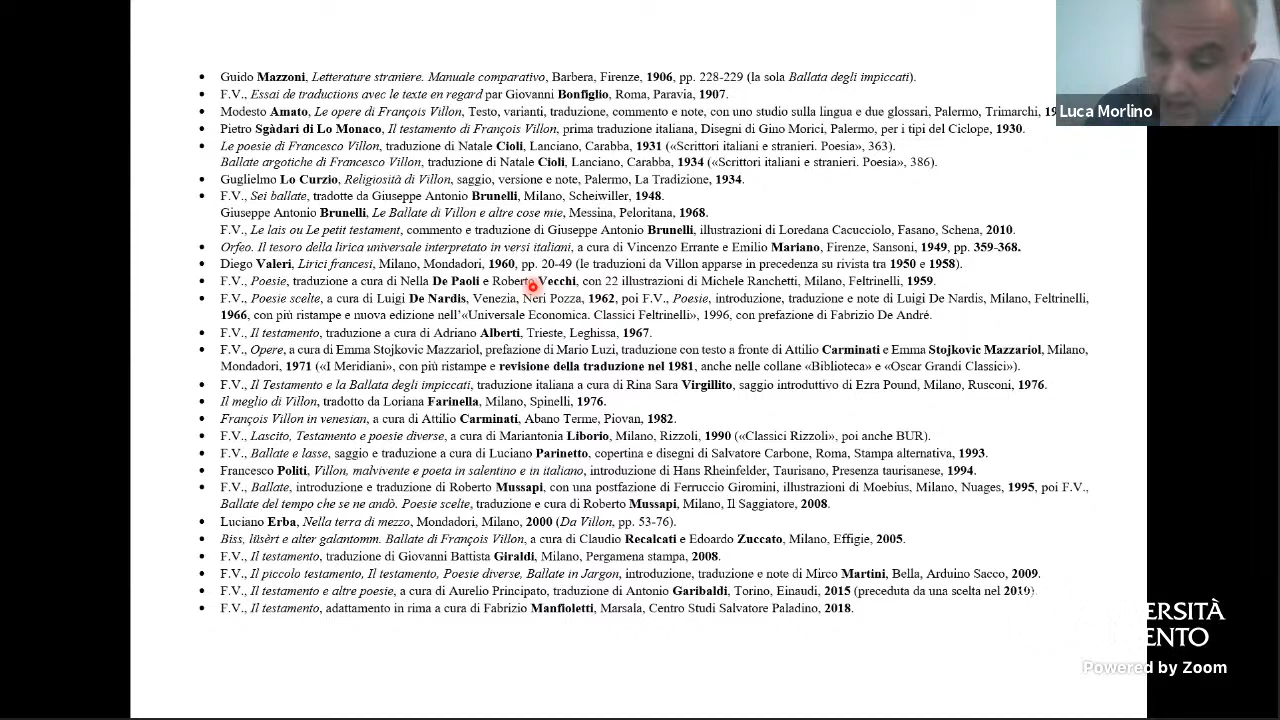 Guido Mazzoni, Letterature straniere. Manuale comparativo, Barbera, Firenze, 1906, pp. 228-229 (la sola Ballata degli impiccati).
F.V., Essai de traductions avec le texte en regard par Giovanni Bonfiglio, Roma, Paravia, 1907.
Modesto Amato, Le opere di François Villon, Testo, varianti, traduzione, commento e note, con uno studio sulla lingua e due glossari, Palermo, Trimarchi,
Luca Morlino
Pietro Sgàdari di Lo Monaco, Il testamento di François Villon, prima traduzione italiana, Disegni di Gino Morici, Palermo, per i tipi del Ciclope, 1930.
Le poesie di Francesco Villon, traduzione di Natale Cioli, Lanciano, Carabba, 1931 («Scrittori italiani e stranieri. Poesia», 363).
Ballate argotiche di Francesco Villon, traduzione di Natale Cioli, Lanciano, Carabba, 1934 («Scrittori italiani e stranieri. Poesia», 386).
Guglielmo Lo Curzio, Religiosità di Villon, saggio, versione e note, Palermo, La Tradizione, 1934.
F.V., Sei ballate, tradotte da Giuseppe Antonio Brunelli, Milano, Scheiwiller, 1948.
Giuseppe Antonio Brunelli, Le Ballate di Villon e altre cose mie, Messina, Peloritana, 1968.
F.V., Le lais ou Le petit testament, commento e traduzione di Giuseppe Antonio Brunelli, illustrazioni di Loredana Cacucciolo, Fasano, Schena, 2010.
Orfeo. Il tesoro della lirica universale interpretato in versi italiani, a cura di Vincenzo Errante e Emilio Mariano, Firenze, Sansoni, 1949, pp. 359-368.
Diego Valeri, Lirici francesi, Milano, Mondadori, 1960, pp. 20-49 (le traduzioni da Villon apparse in precedenza su rivista tra 1950 e 1958).
F.V., Poesie, traduzione a cura di Nella De Paoli e Roberto Vecchi, con 22 illustrazioni di Michele Ranchetti, Milano, Feltrinelli, 1959.
F.V., Poesie scelte, a cura di Luigi De Nardis, Venezia, Neri Pozza, 1962, poi F.V., Poesie, introduzione, traduzione e note di Luigi De Nardis, Milano, Feltrinelli,
1966, con più ristampe e nuova edizione nell'«Universale Economica. Classici Feltrinelli», 1996, con prefazione di Fabrizio De André.
F.V., Il testamento, traduzione a cura di Adriano Alberti, Trieste, Leghissa, 1967.
F.V., Opere, a cura di Emma Stojkovic Mazzariol, prefazione di Mario Luzi, traduzione con testo a fronte di Attilio Carminati e Emma Stojkovic Mazzariol, Milano,
Mondadori, 1971 («I Meridiani», con più ristampe e revisione della traduzione nel 1981, anche nelle collane «Biblioteca» e «Oscar Grandi Classici»).
F.V., Il Testamento e la Ballata degli impiccati, traduzione italiana a cura di Rina Sara Virgillito, saggio introduttivo di Ezra Pound, Milano, Rusconi, 1976.
Il meglio di Villon, tradotto da Loriana Farinella, Milano, Spinelli, 1976.
François Villon in venesian, a cura di Attilio Carminati, Abano Terme, Piovan, 1982.
F.V., Lascito, Testamento e poesie diverse, a cura di Mariantonia Liborio, Milano, Rizzoli, 1990 («Classici Rizzoli», poi anche BUR).
F.V., Ballate e lasse, saggio e traduzione a cura di Luciano Parinetto, copertina e disegni di Salvatore Carbone, Roma, Stampa alternativa, 1993.
Francesco Politi, Villon, malvivente e poeta in salentino e in italiano, introduzione di Hans Rheinfelder, Taurisano, Presenza taurisanese, 1994.
F.V., Ballate, introduzione e traduzione di Roberto Mussapi, con una postfazione di Ferruccio Giromini, illustrazioni di Moebius, Milano, Nuages, 1995, poi F.V.,
Ballate del tempo che se ne andò. Poesie scelte, traduzione e cura di Roberto Mussapi, Milano, Il Saggiatore, 2008.
Luciano Erba, Nella terra di mezzo, Mondadori, Milano, 2000 (Da Villon, pp. 53-76).
Biss, lüsèrt e alter galantomm. Ballate di François Villon, a cura di Claudio Recalcati e Edoardo Zuccato, Milano, Effigie, 2005.
F.V., Il testamento, traduzione di Giovanni Battista Giraldi, Milano, Pergamena stampa, 2008.
F.V., Il piccolo testamento, Il testamento, Poesie diverse, Ballate in Jargon, introduzione, traduzione e note di Mirco Martini, Bella, Arduino Sacco, 2009.
F.V., Il testamento e altre poesie, a cura di Aurelio Principato, traduzione di Antonio Garibaldi, Torino, Einaudi, 2015 (preceduta da una scelta nel
F.V., Il testamento, adattamento in rima a cura di Fabrizio Manfioletti, Marsala, Centro Studi Salvatore Paladino, 2018.
ERSITÀ
ENTO
Powered by Zoom